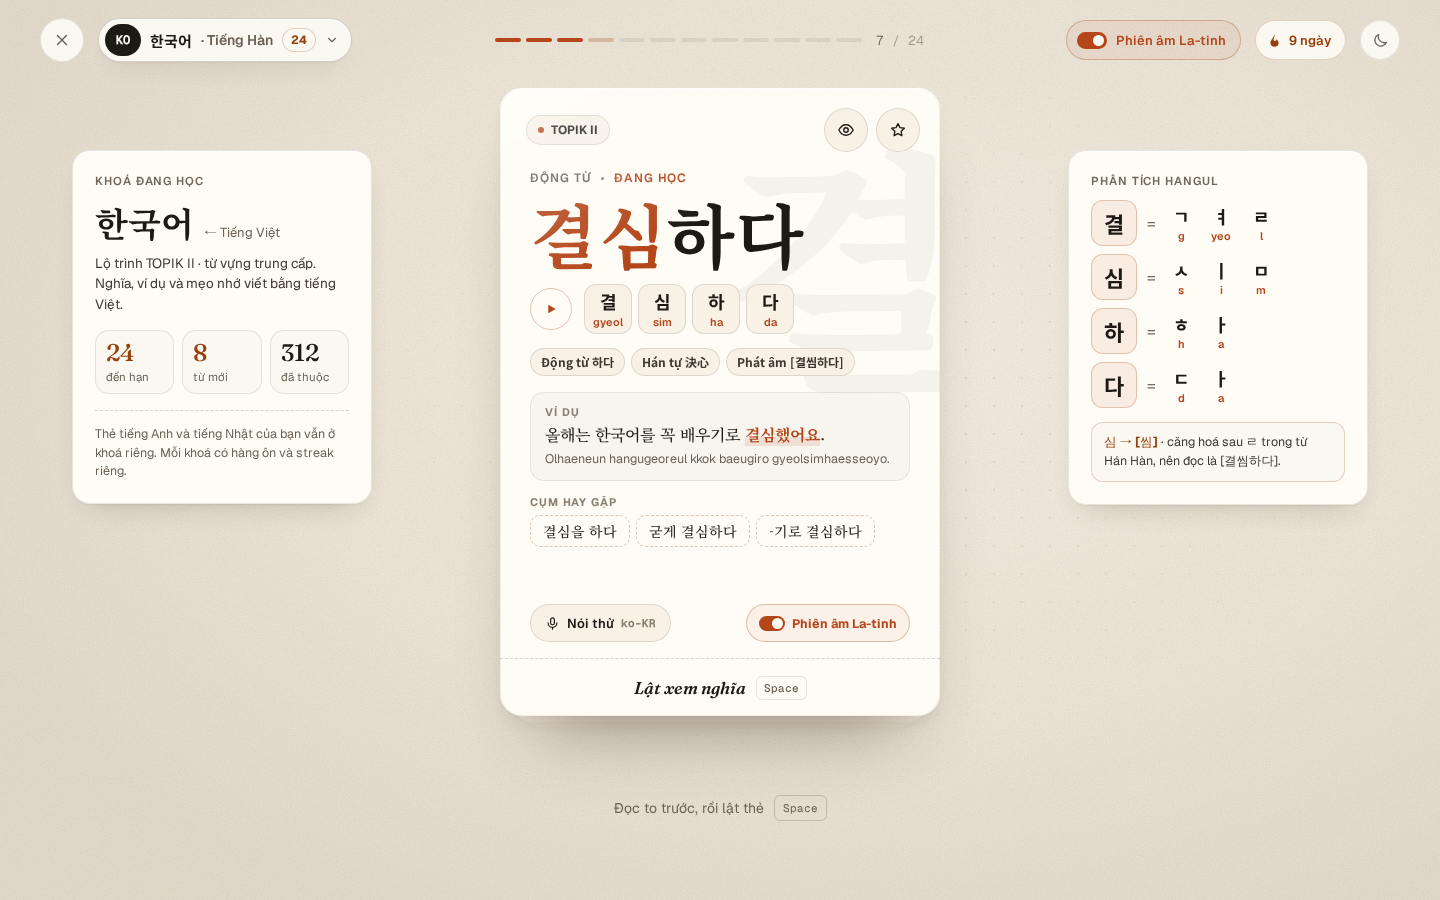 KO 한국어 · Tiếng Hàn 24
7 / 24
Phiên âm La-tinh
9 ngày
KHOÁ ĐANG HỌC
한국어 ← Tiếng Việt
Lộ trình TOPIK II · từ vựng trung cấp.
Nghĩa, ví dụ và mẹo nhớ viết bằng tiếng
Việt.
24 8 312
đến hạn từ mới đã thuộc
Thẻ tiếng Anh và tiếng Nhật của bạn vẫn ở
khoá riêng. Mỗi khoá có hàng ôn và streak
riêng.
TOPIK II
ĐỘNG TỪ • ĐANG HỌC
결
결심하다
결 심 하 다
gyeol sim ha da
Động từ 하다 Hán tự 決心 Phát âm [결씸하다]
VÍ DỤ
올해는 한국어를 꼭 배우기로 결심했어요.
Olhaeneun hangugeoreul kkok baeugiro gyeolsimhaesseoyo.
CỤM HAY GẶP
결심을 하다 굳게 결심하다 -기로 결심하다
Nói thử ko-KR
Phiên âm La-tinh
Lật xem nghĩa Space
Đọc to trước, rồi lật thẻ Space
PHÂN TÍCH HANGUL
결 = ㄱ ㅕ ㄹ
g yeo l
심 = ㅅ ㅣ ㅁ
s i m
하 = ㅎ ㅏ
h a
다 = ㄷ ㅏ
d a
심 → [씸] · căng hoá sau ㄹ trong từ
Hán Hàn, nên đọc là [결씸하다].